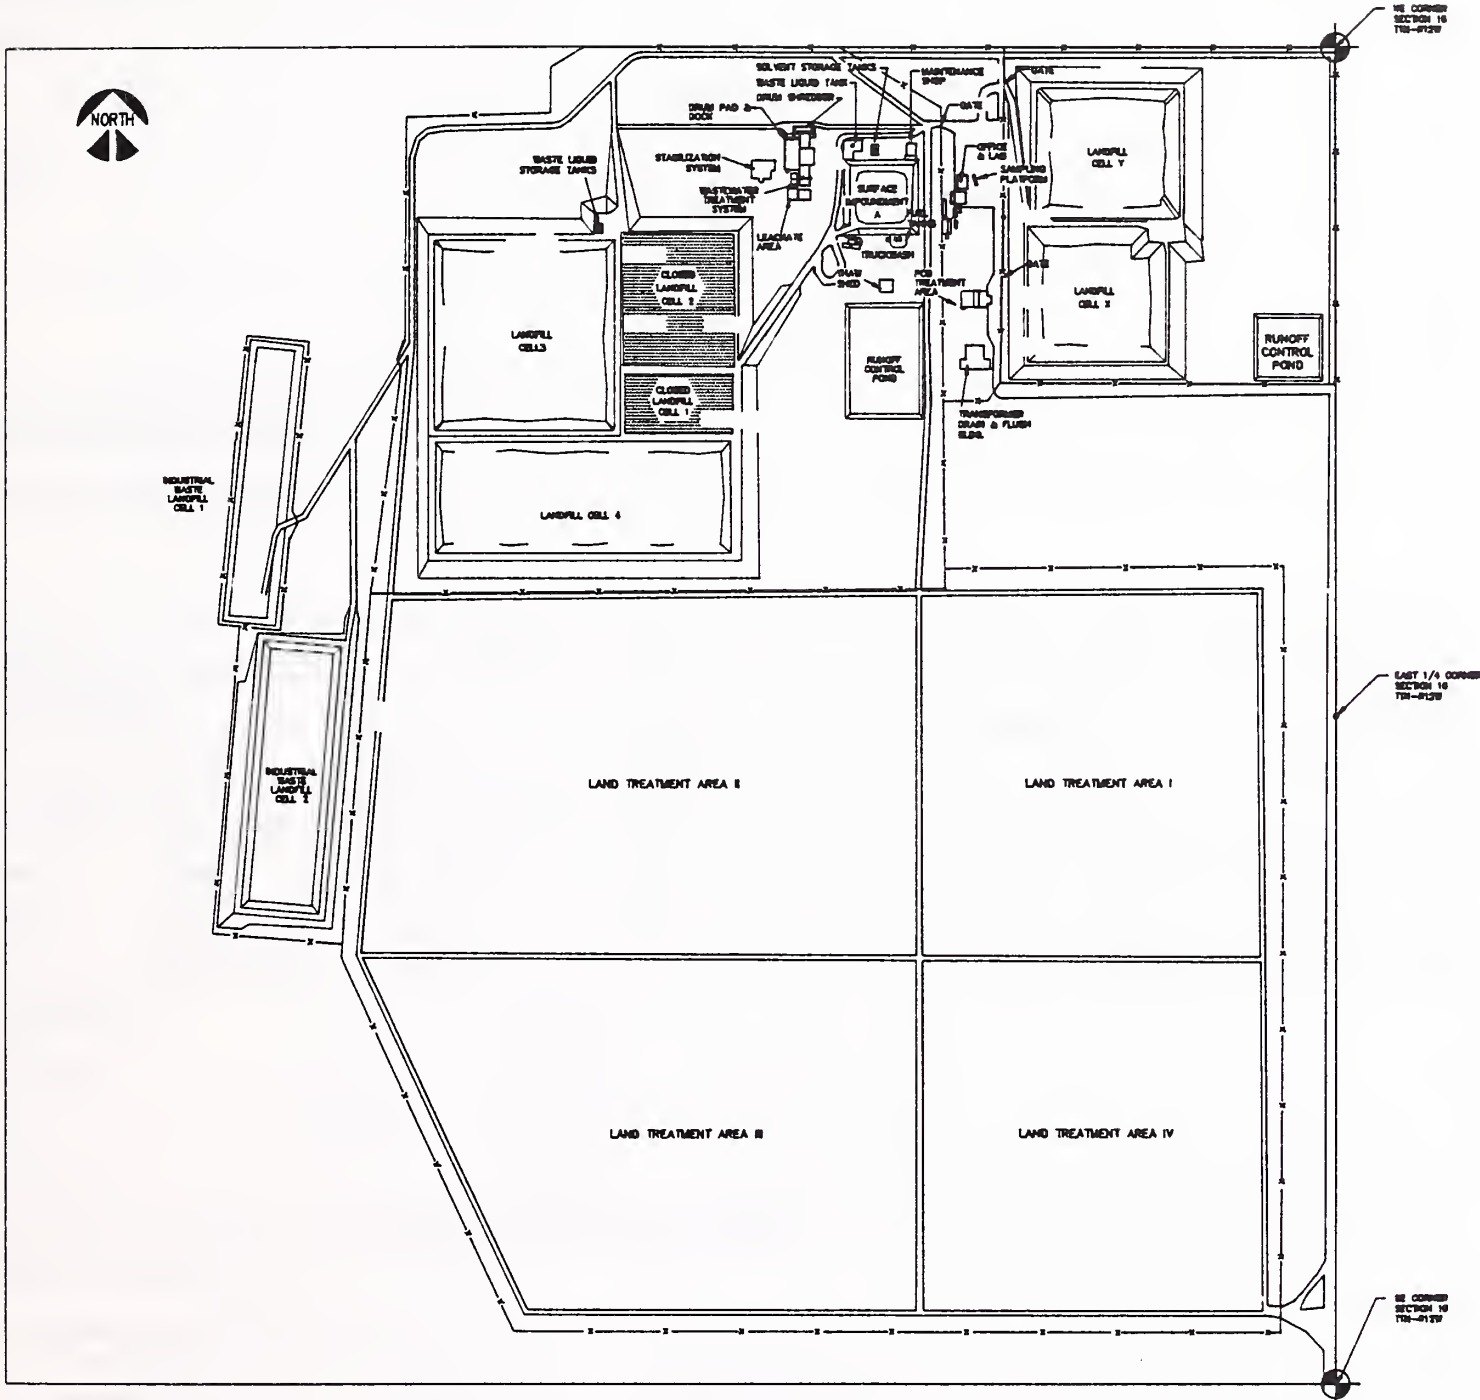 NE CORNER
SECTION 16
NORTH
SOLVENT STORAGE TANKS
WASTE LIQUID TANK
DRUM SHREDDER
DRUM PAD &
DOCK
MAINTENANCE
SHOP
GATE
GATE
WASTE LIQUID
STORAGE TANKS
STABILIZATION
SYSTEM
WASTEWATER
TREATMENT
SYSTEM
LEACHATE
AREA
SURFACE
IMPOUNDMENT
A
FUEL
TANKS
TRUCKWASH
OFFICE
& LAB
SAMPLING
PLATFORM
LANDFILL
CELL Y
THAW
SHED
PCB
TREATMENT
AREA
GATE
LANDFILL
CELL X
CLOSED
LANDFILL
CELL 2
LANDFILL
CELL3
RUNOFF
CONTROL
POND
RUNOFF
CONTROL
POND
CLOSED
LANDFILL
CELL 1
TRANSFORMER
DRAIN & FLUSH
BLDG.
INDUSTRIAL
WASTE
LANDFILL
CELL 1
LANDFILL CELL 4
EAST 1/4 CORNER
SECTION 16
INDUSTRIAL
WASTE
LANDFILL
CELL 2
LAND TREATMENT AREA II
LAND TREATMENT AREA I
LAND TREATMENT AREA III
LAND TREATMENT AREA IV
SE CORNER
SECTION 16